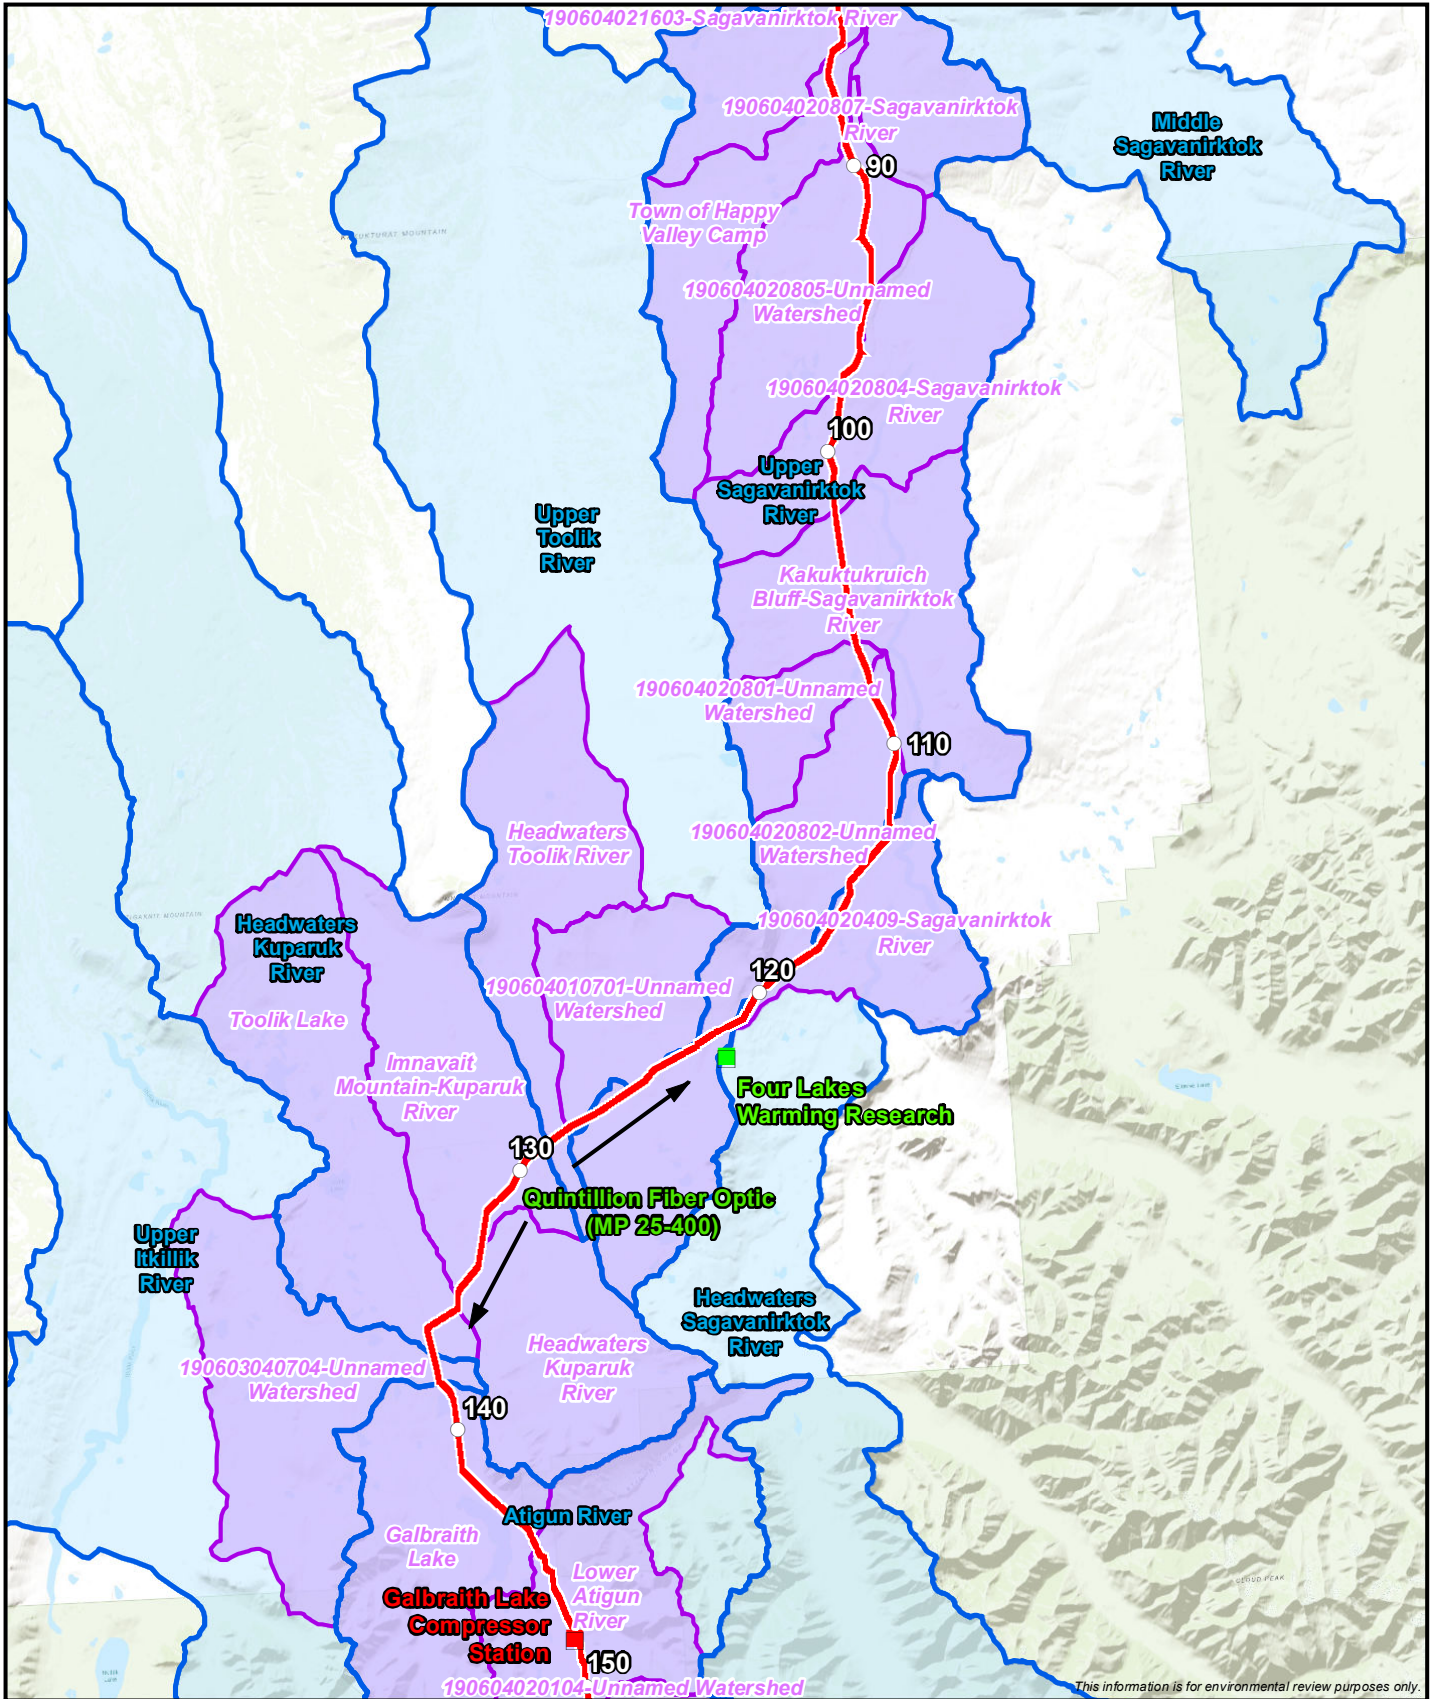 190604021603-Sagavanirktok River
190604020807-Sagavanirktok
River
Middle
Sagavanirktok
River
90
Town of Happy
Valley Camp
190604020805-Unnamed
Watershed
190604020804-Sagavanirktok
River
100
Upper
Sagavanirktok
River
Upper
Toolik
River
Kakuktukruich
Bluff-Sagavanirktok
River
190604020801-Unnamed
Watershed
110
Headwaters
Toolik River
190604020802-Unnamed
Watershed
Headwaters
Kuparuk
River
190604020409-Sagavanirktok
River
120
190604010701-Unnamed
Watershed
Toolik Lake
Imnavait
Mountain-Kuparuk
River
Four Lakes
Warming Research
130
Quintillion Fiber Optic
(MP 25-400)
Upper
Itkillik
River
Headwaters
Sagavanirktok
River
Headwaters
Kuparuk
River
190603040704-Unnamed
Watershed
140
Atigun River
Galbraith
Lake
Lower
Atigun
River
CLOUD PEAK
Galbraith Lake
Compressor
Station
150
190604020104-Unnamed Watershed
This information is for environmental review purposes only.